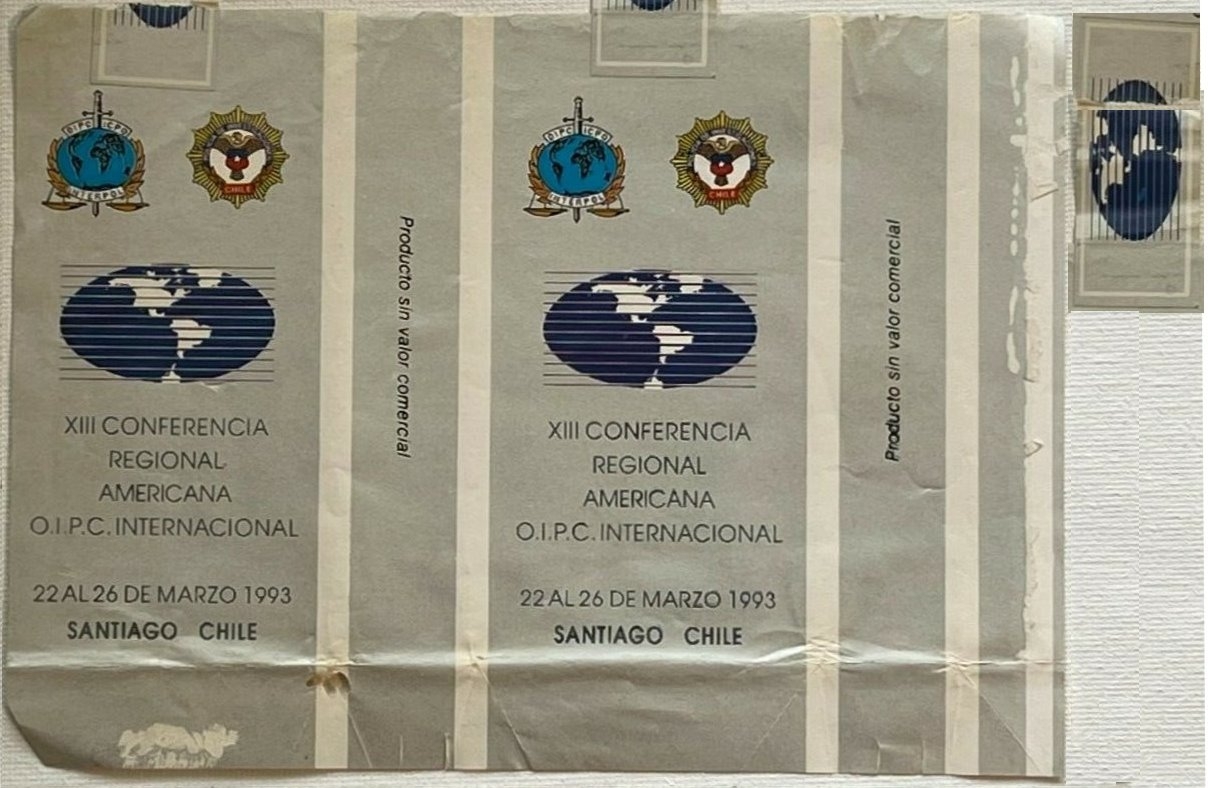 OIPC ICPO
INTERPOL
CHILE
XIII CONFERENCIA
REGIONAL
AMERICANA
O.I.P.C. INTERNACIONAL
22 AL 26 DE MARZO 1993
SANTIAGO CHILE
Producto sin valor comercial
OIPC ICPO
INTERPOL
CHILE
XIII CONFERENCIA
REGIONAL
AMERICANA
O.I.P.C. INTERNACIONAL
22 AL 26 DE MARZO 1993
SANTIAGO CHILE
Producto sin valor comercial